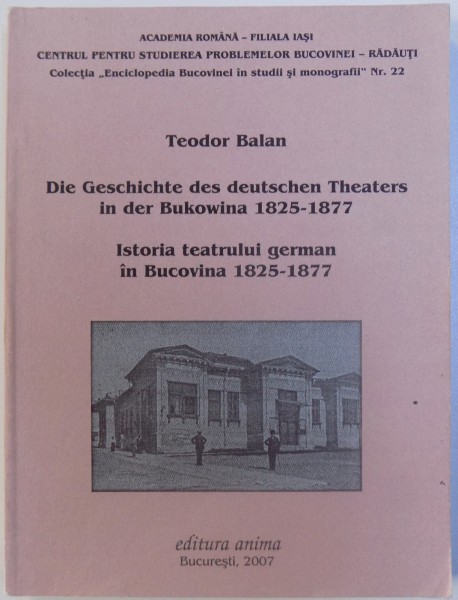 ACADEMIA ROMÂNĂ – FILIALA IAŞI
CENTRUL PENTRU STUDIEREA PROBLEMELOR BUCOVINEI – RĂDĂUŢI
Colecţia „Enciclopedia Bucovinei în studii şi monografii” Nr. 22
Teodor Balan
Die Geschichte des deutschen Theaters
in der Bukowina 1825-1877
Istoria teatrului german
în Bucovina 1825-1877
editura anima
Bucureşti, 2007